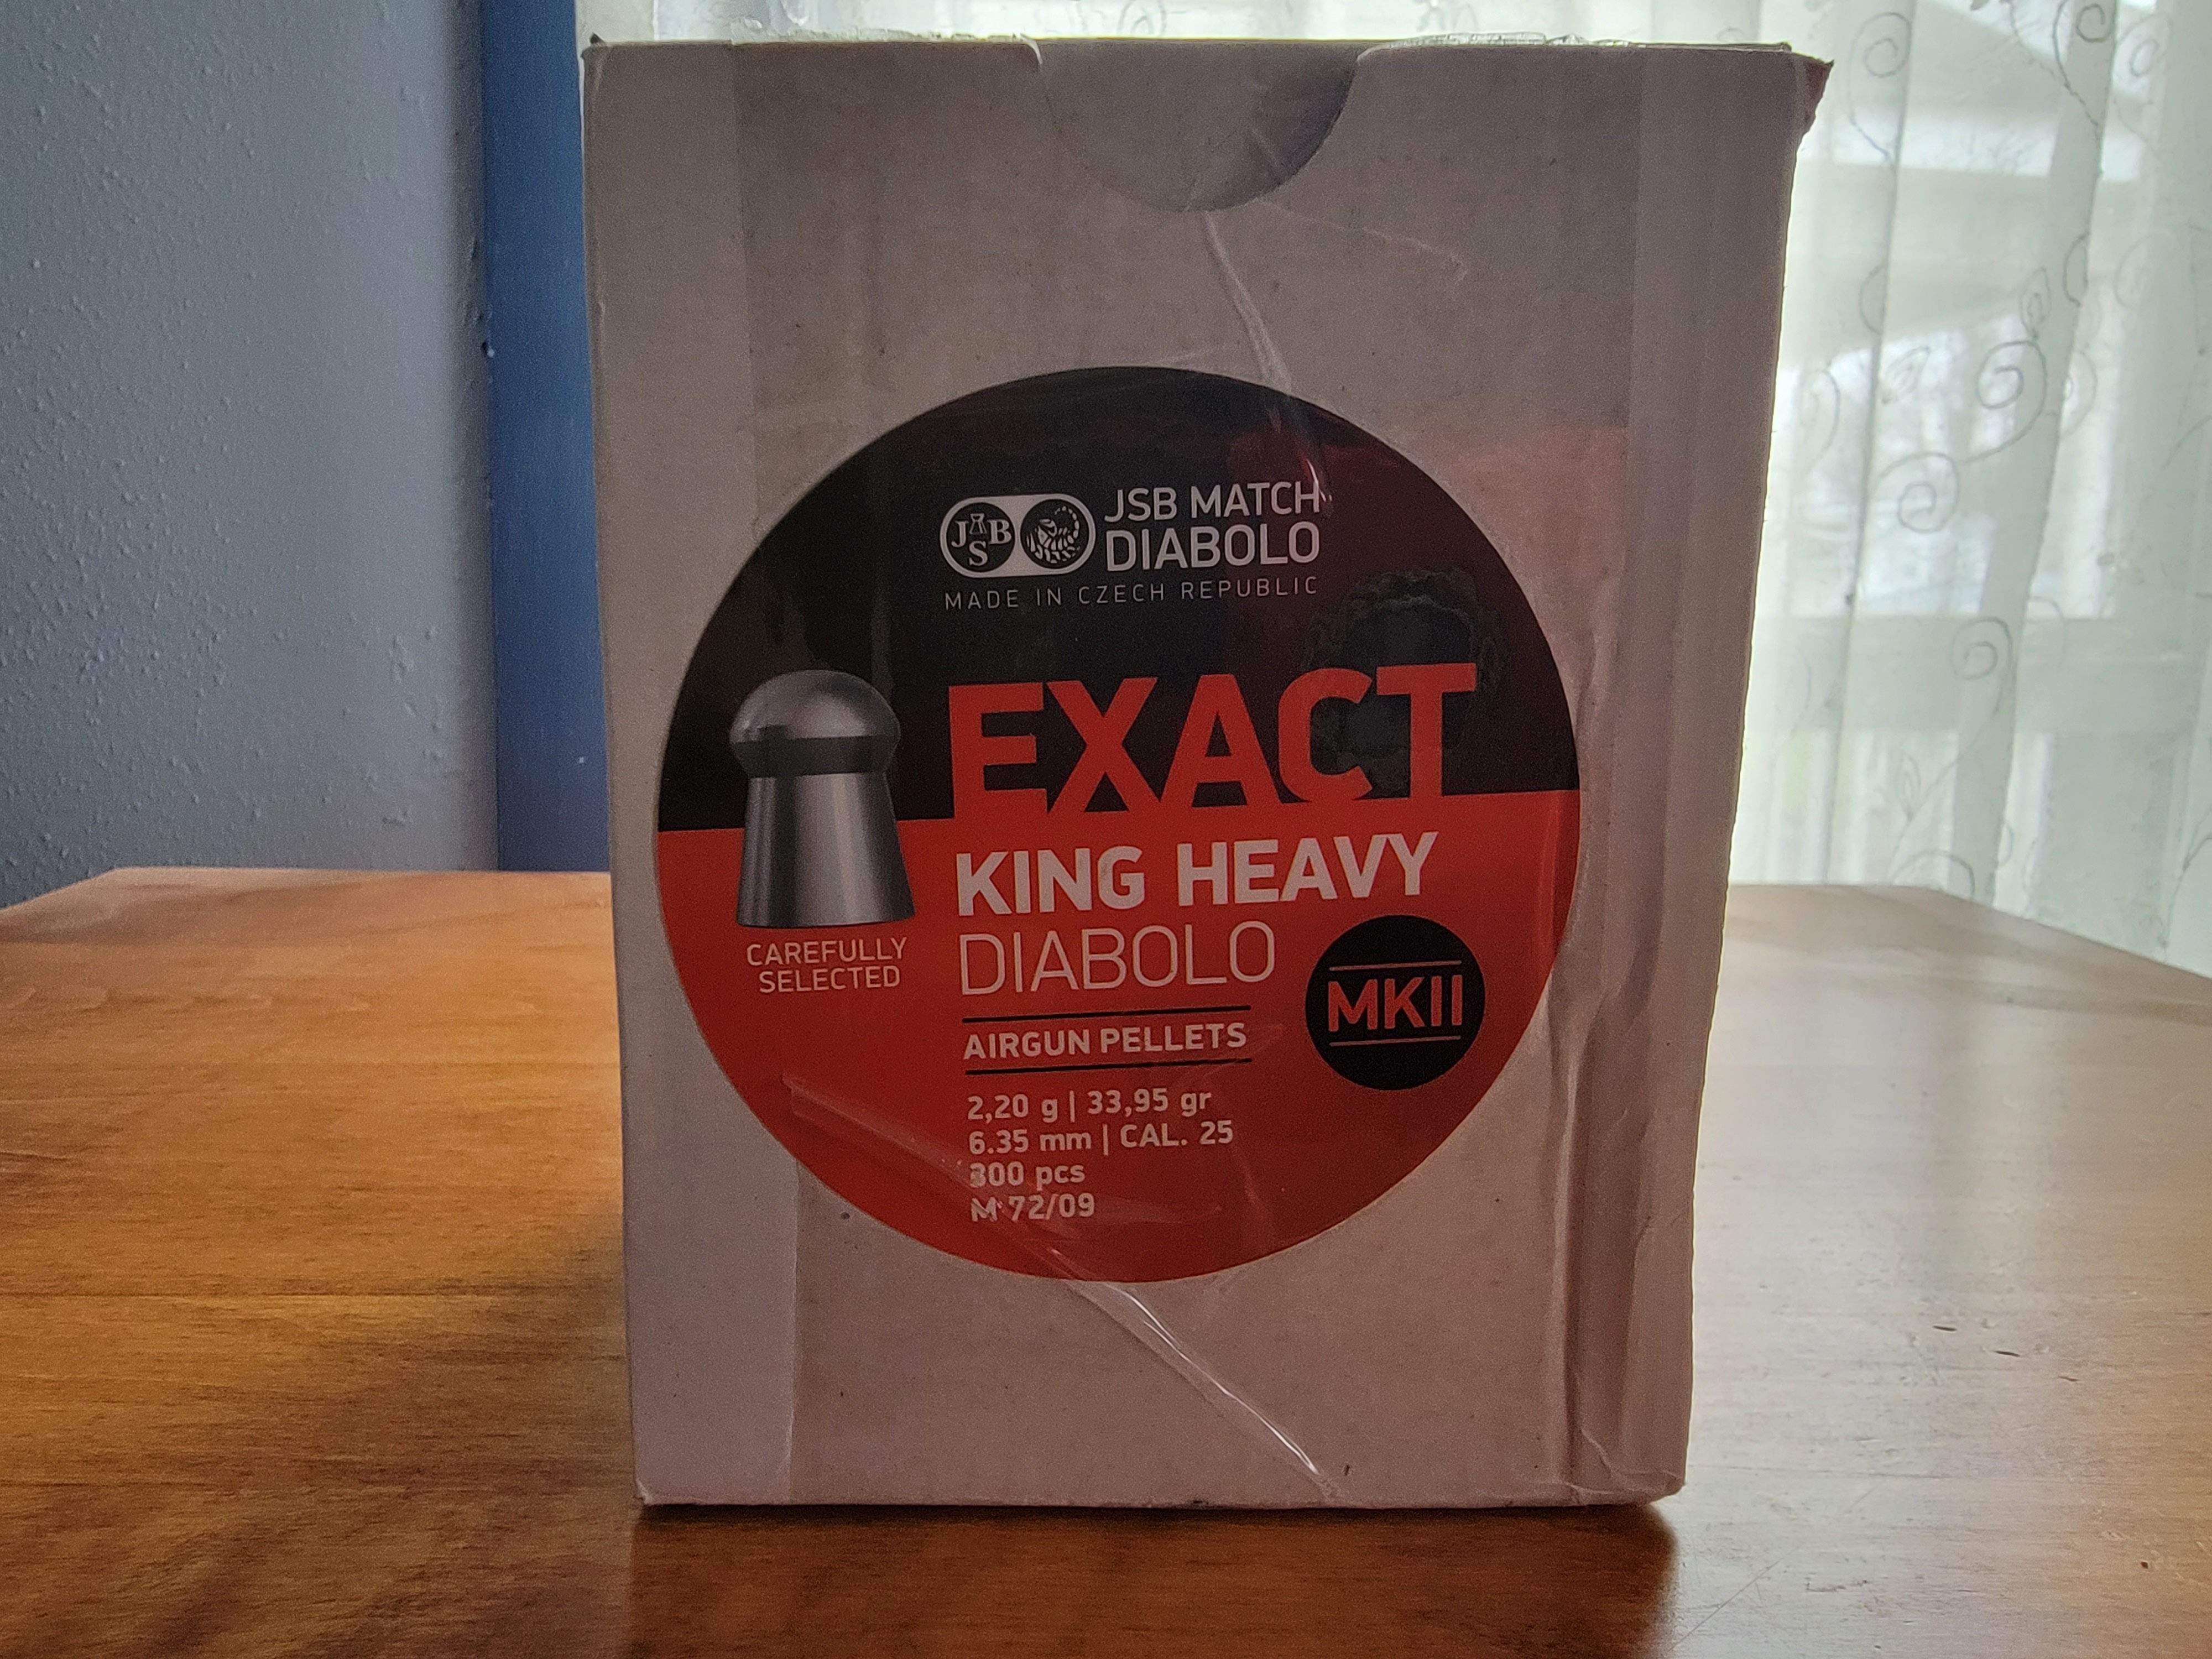 JSB
JSB MATCH
DIABOLO
MADE IN CZECH REPUBLIC
EXACT
KING HEAVY
DIABOLO
CAREFULLY
SELECTED
MKII
AIRGUN PELLETS
2,20 g | 33,95 gr
6.35 mm | CAL. 25
300 pcs
M 72/09